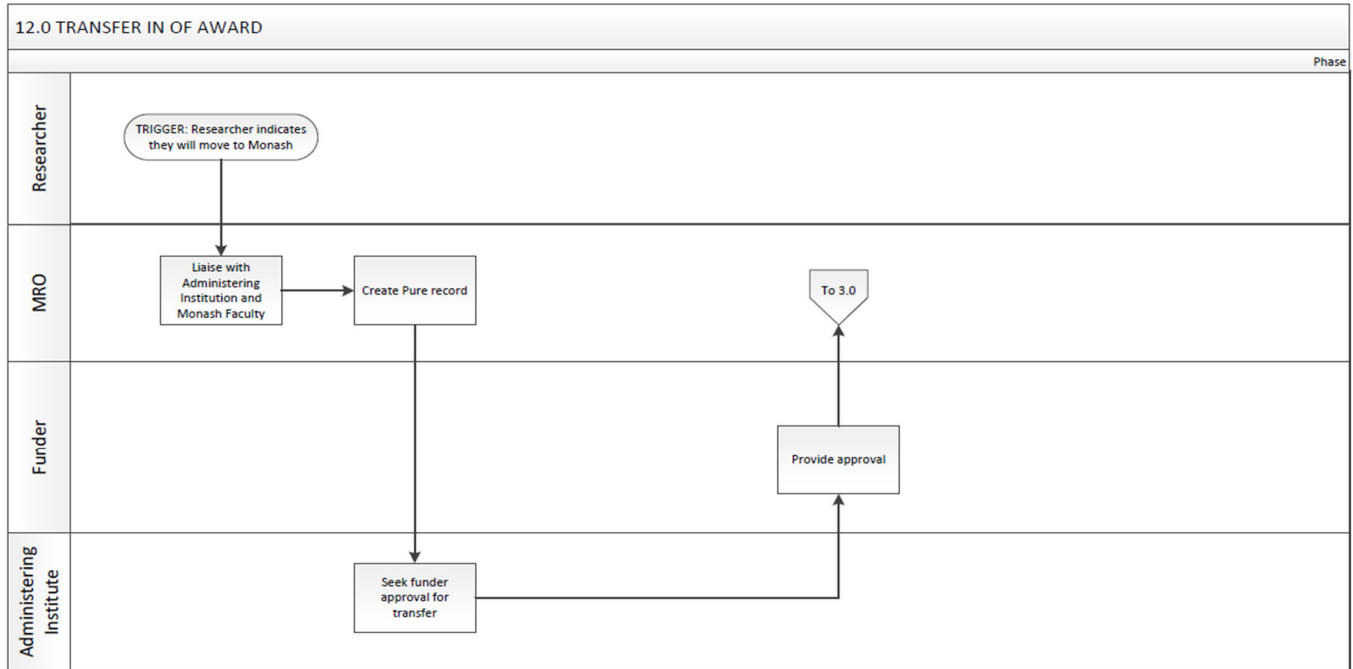 12.0 TRANSFER IN OF AWARD
Phase
Researcher
TRIGGER: Researcher indicates
they will move to Monash
MRO
Liaise with
Administering
Institution and
Monash Faculty
Create Pure record
To 3.0
Funder
Provide approval
Administering
Institute
Seek funder
approval for
transfer